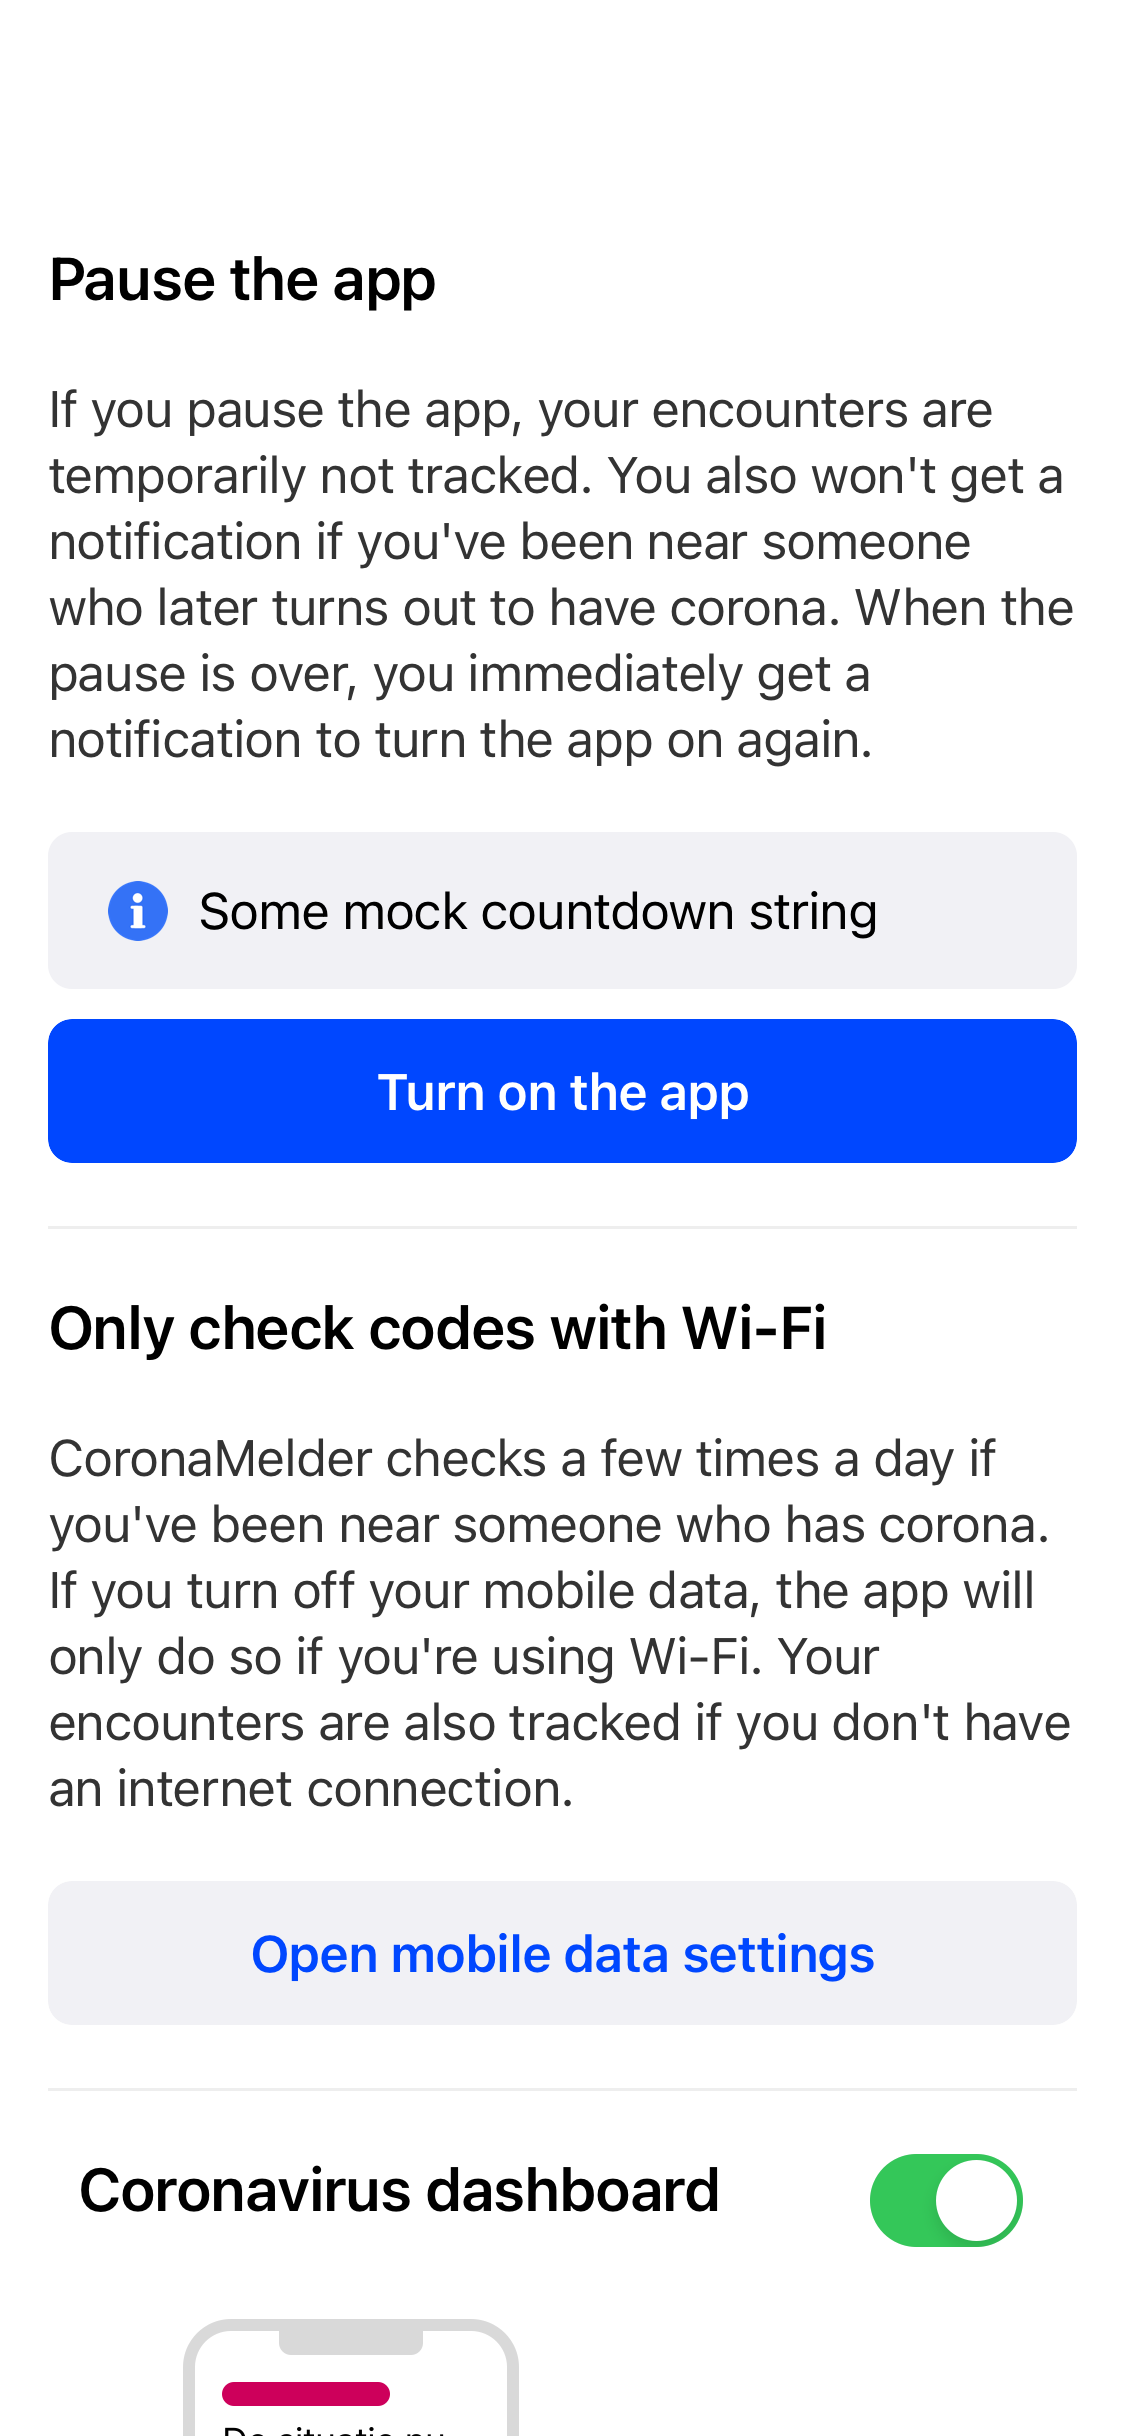 Pause the app
If you pause the app, your encounters are
temporarily not tracked. You also won't get a
notification if you've been near someone
who later turns out to have corona. When the
pause is over, you immediately get a
notification to turn the app on again.
Some mock countdown string
Turn on the app
Only check codes with Wi-Fi
CoronaMelder checks a few times a day if
you've been near someone who has corona.
If you turn off your mobile data, the app will
only do so if you're using Wi-Fi. Your
encounters are also tracked if you don't have
an internet connection.
Open mobile data settings
Coronavirus dashboard
De situatie nu